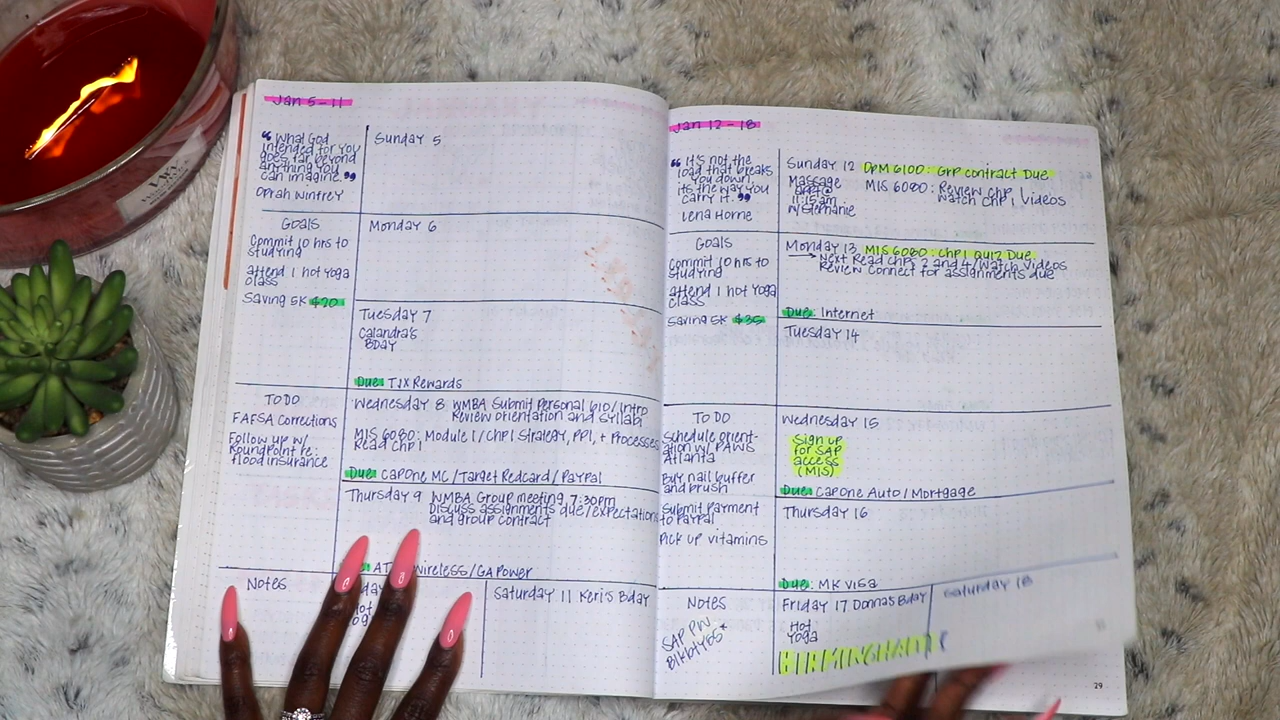 Jan 5-11
"What God
intended for you
goes far beyond
anything you
can imagine."
Oprah Winfrey
Goals
Commit 10 hrs to
studying
attend 1 hot yoga
class
Saving 5K $20
TO DO
FAFSA Corrections
Follow up w/
RoundPoint re:
flood insurance
Notes
Sunday 5
Monday 6
Tuesday 7
Calandra's
BDay
Due: TJX Rewards
Wednesday 8 WMBA Submit Personal bio/Intro
Review orientation and syllabi
MIS 6080: Module 1/Chp1 Strategy, PPI, + Processes
Read Chp 1
Due: CapOne MC/Target Redcard/PayPal
Thursday 9 WMBA Group meeting 7:30pm
Discuss assignments due/expectations
and group contract
Wireless/GA Power
Saturday 11 Keri's Bday
Jan 12-18
"It's not the
load that breaks
you down,
its the way you
carry it."
Lena Horne
Goals
Commit 10 hrs to
studying
attend 1 hot yoga
class
Saving 5K $35
TO DO
Schedule orient-
ation w/ PAWS
Atlanta
Buy nail buffer
and brush
Submit payment
to PayPal
Pick up vitamins
Notes
SAP PW
Sunday 12 OPM 6100: Grp contract Due
Massage
11:15am
w/Stephanie
MIS 6080: Review Chp 1
Watch Chp 1 Videos
Monday 13 MIS 6080: Chp 1 Quiz Due
→ Next Read Chps 2 and 4/Watch Videos
Review Connect for assignments due
Due: Internet
Tuesday 14
Wednesday 15
Sign up
for SAP
access
(MIS)
Due: CapOne Auto/Mortgage
Thursday 16
Due: MK Visa
Friday 17 Donna's Bday
Hot
Yoga
Saturday 18
29